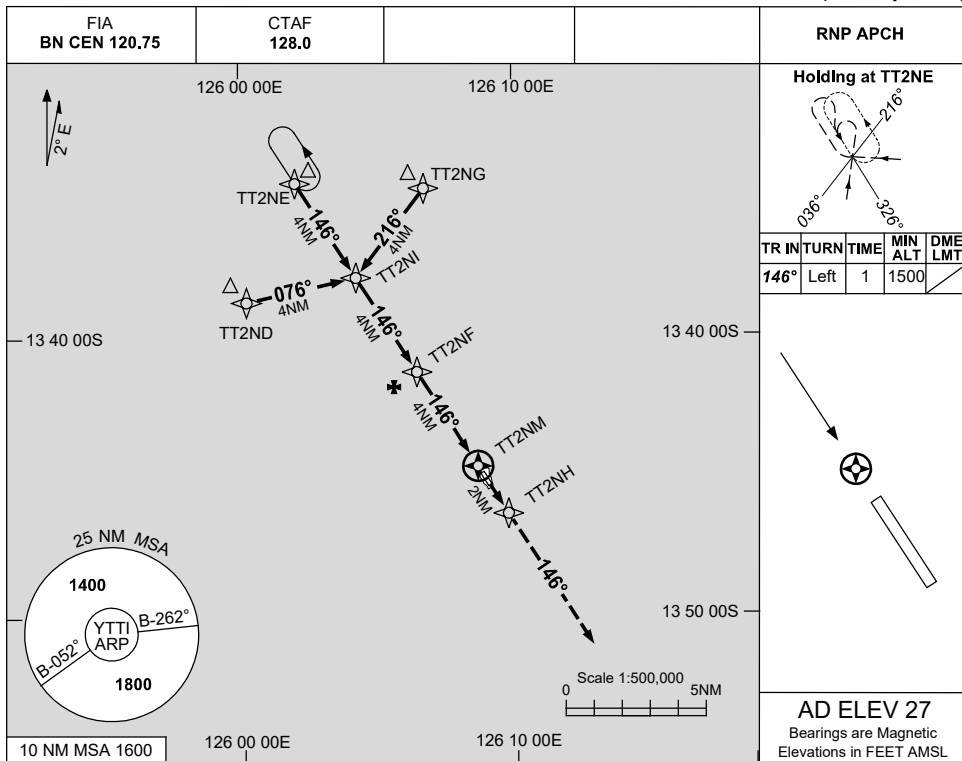 FIA
BN CEN 120.75
CTAF
128.0
RNP APCH
126 00 00E
126 10 00E
2° E
Holding at TT2NE
216°
036°
326°
TR IN TURN TIME MIN ALT DME LMT
146° Left 1 1500
TT2NE
TT2NG
146°
4NM
216°
4NM
TT2NI
076°
4NM
TT2ND
146°
4NM
13 40 00S
13 40 00S
TT2NF
146°
4NM
TT2NM
TT2NH
2NM
146°
25 NM MSA
1400
B-262°
YTTI
ARP
B-052°
1800
13 50 00S
Scale 1:500,000
0
5NM
10 NM MSA 1600
126 00 00E
126 10 00E
AD ELEV 27
Bearings are Magnetic
Elevations in FEET AMSL